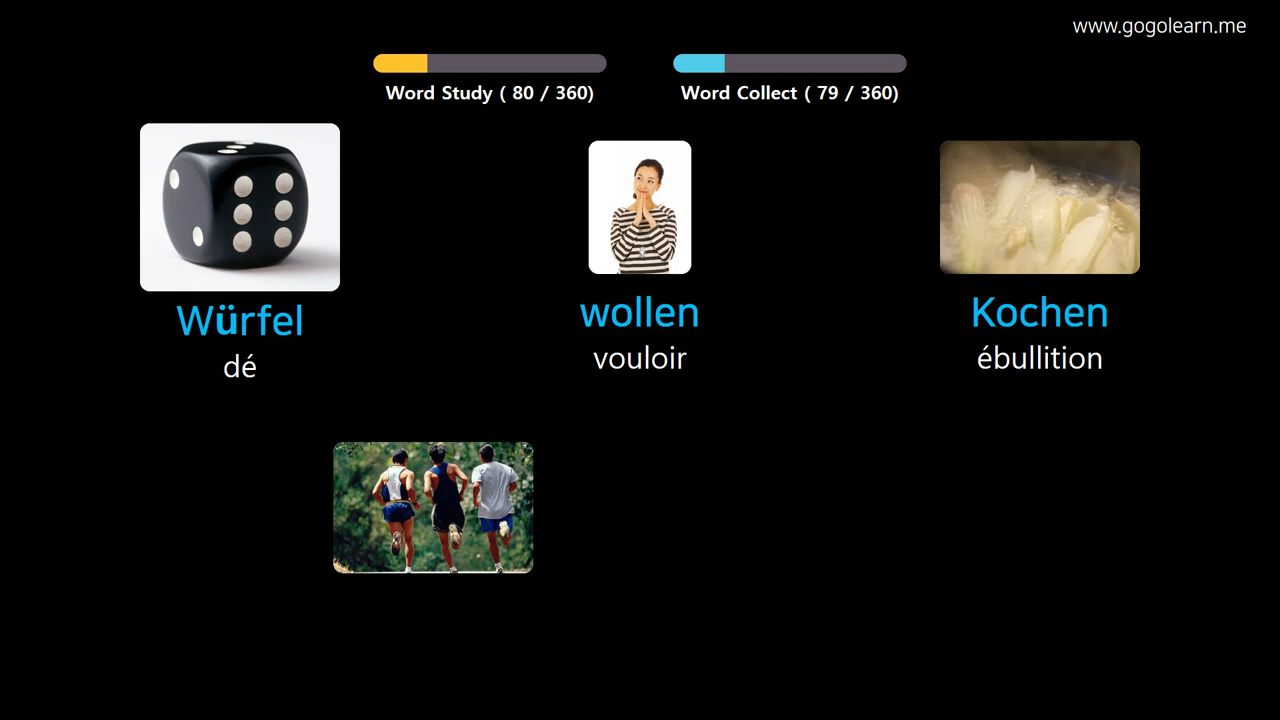 www.gogolearn.me
Word Study ( 80 / 360)
Word Collect ( 79 / 360)
Würfel
dé
wollen
vouloir
Kochen
ébullition